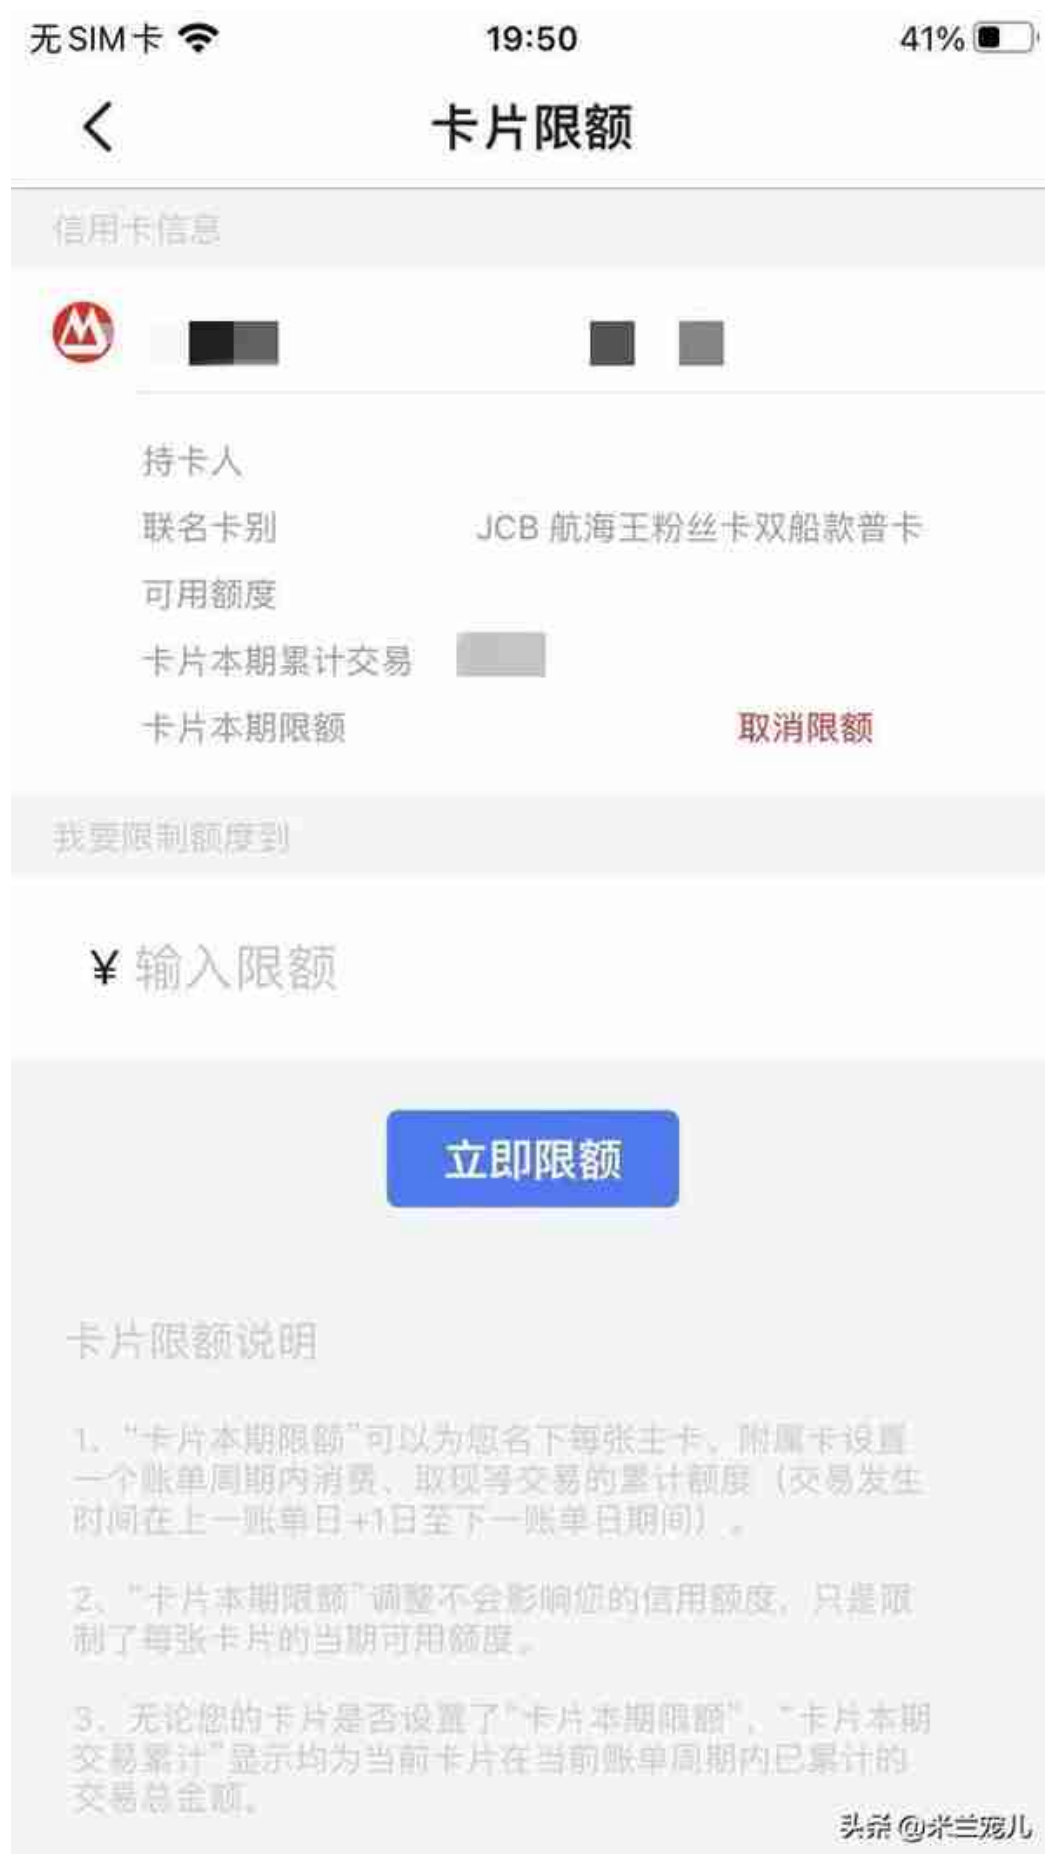 无SIM卡 19:50 41%
卡片限额
信用卡信息
持卡人
联名卡别 JCB 航海王粉丝卡双船款普卡
可用额度
卡片本期累计交易
卡片本期限额 取消限额
我要限制额度到
¥ 输入限额
立即限额
卡片限额说明
1、“卡片本期限额”可以为您名下每张主卡、附属卡设置
一个账单周期内消费、取现等交易的累计额度（交易发生
时间在上一账单日+1日至下一账单日期间）。
2、“卡片本期限额”调整不会影响您的信用额度，只是限
制了每张卡片的当期可用额度。
3、无论您的卡片是否设置了“卡片本期限额”，“卡片本期
交易累计”显示均为当前卡片在当前账单周期内已累计的
交易总金额。
头条 @米兰宠儿